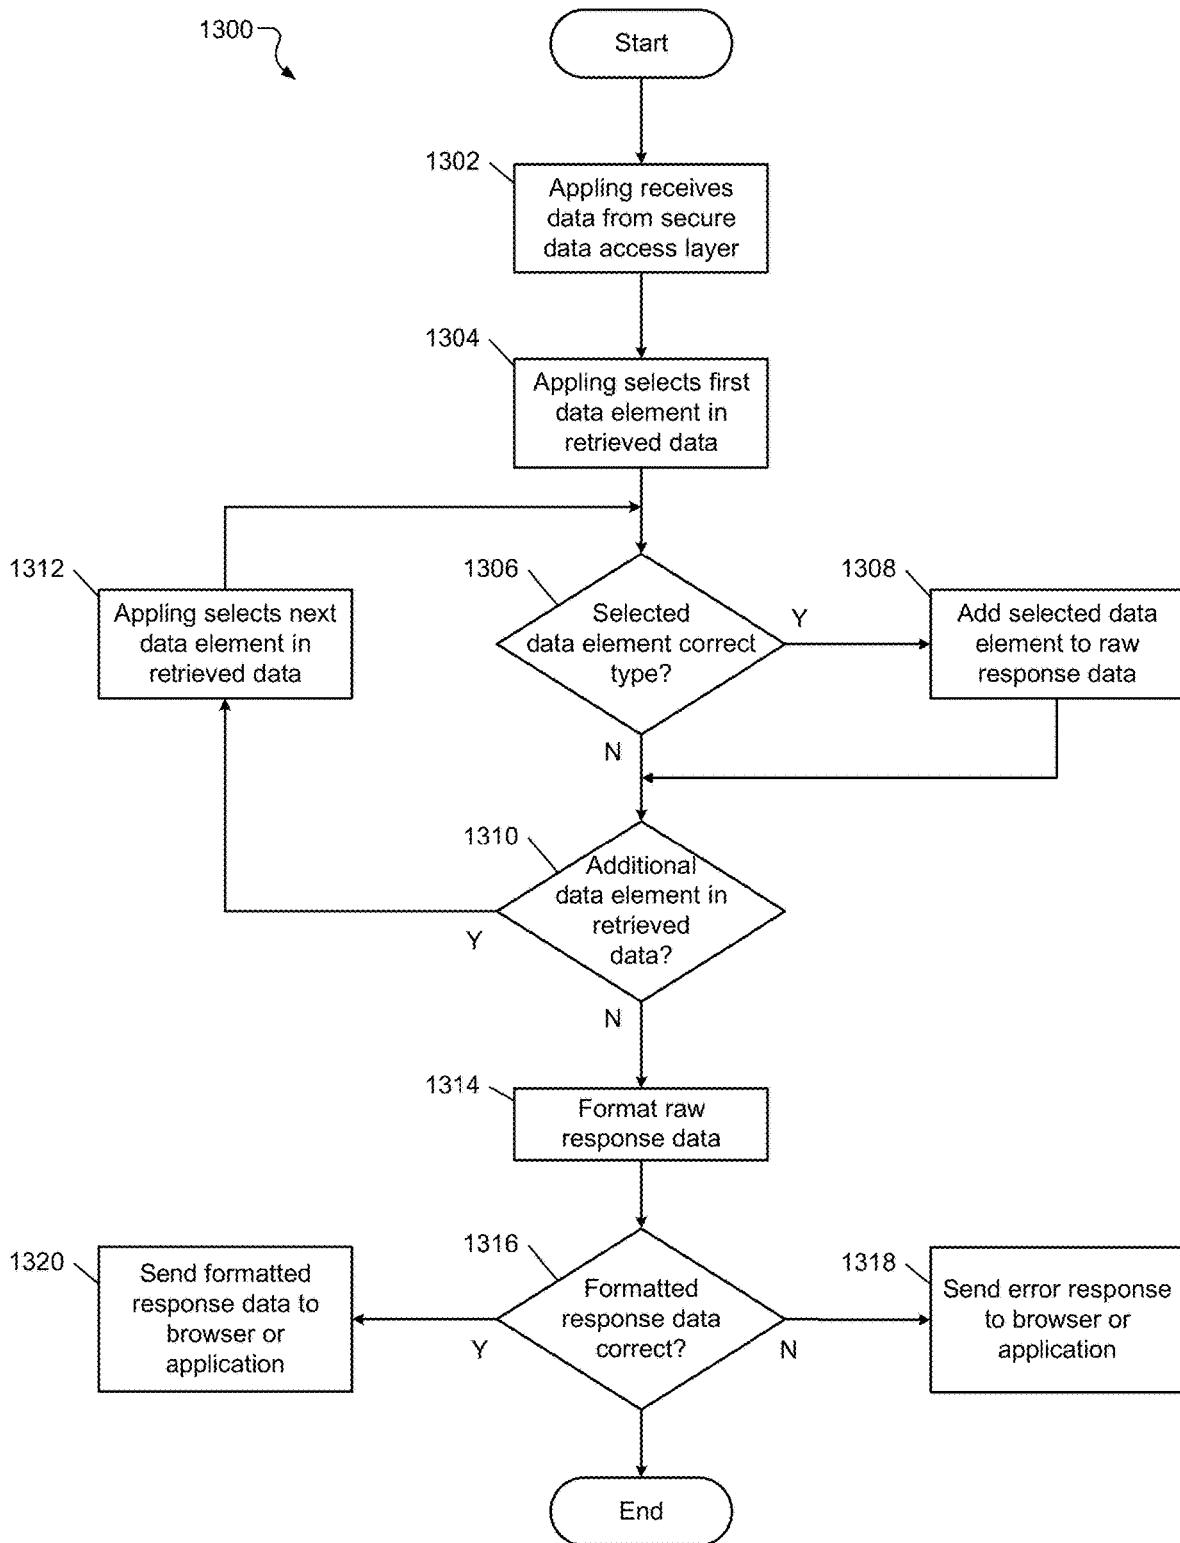 1300
Start
1302
Appling receives
data from secure
data access layer
1304
Appling selects first
data element in
retrieved data
1312
Appling selects next
data element in
retrieved data
1306
Selected
data element correct
type?
Y
1308
Add selected data
element to raw
response data
N
1310
Additional
data element in
retrieved
data?
Y
N
1314
Format raw
response data
1320
Send formatted
response data to
browser or
application
1316
Formatted
response data
correct?
Y
N
1318
Send error response
to browser or
application
End